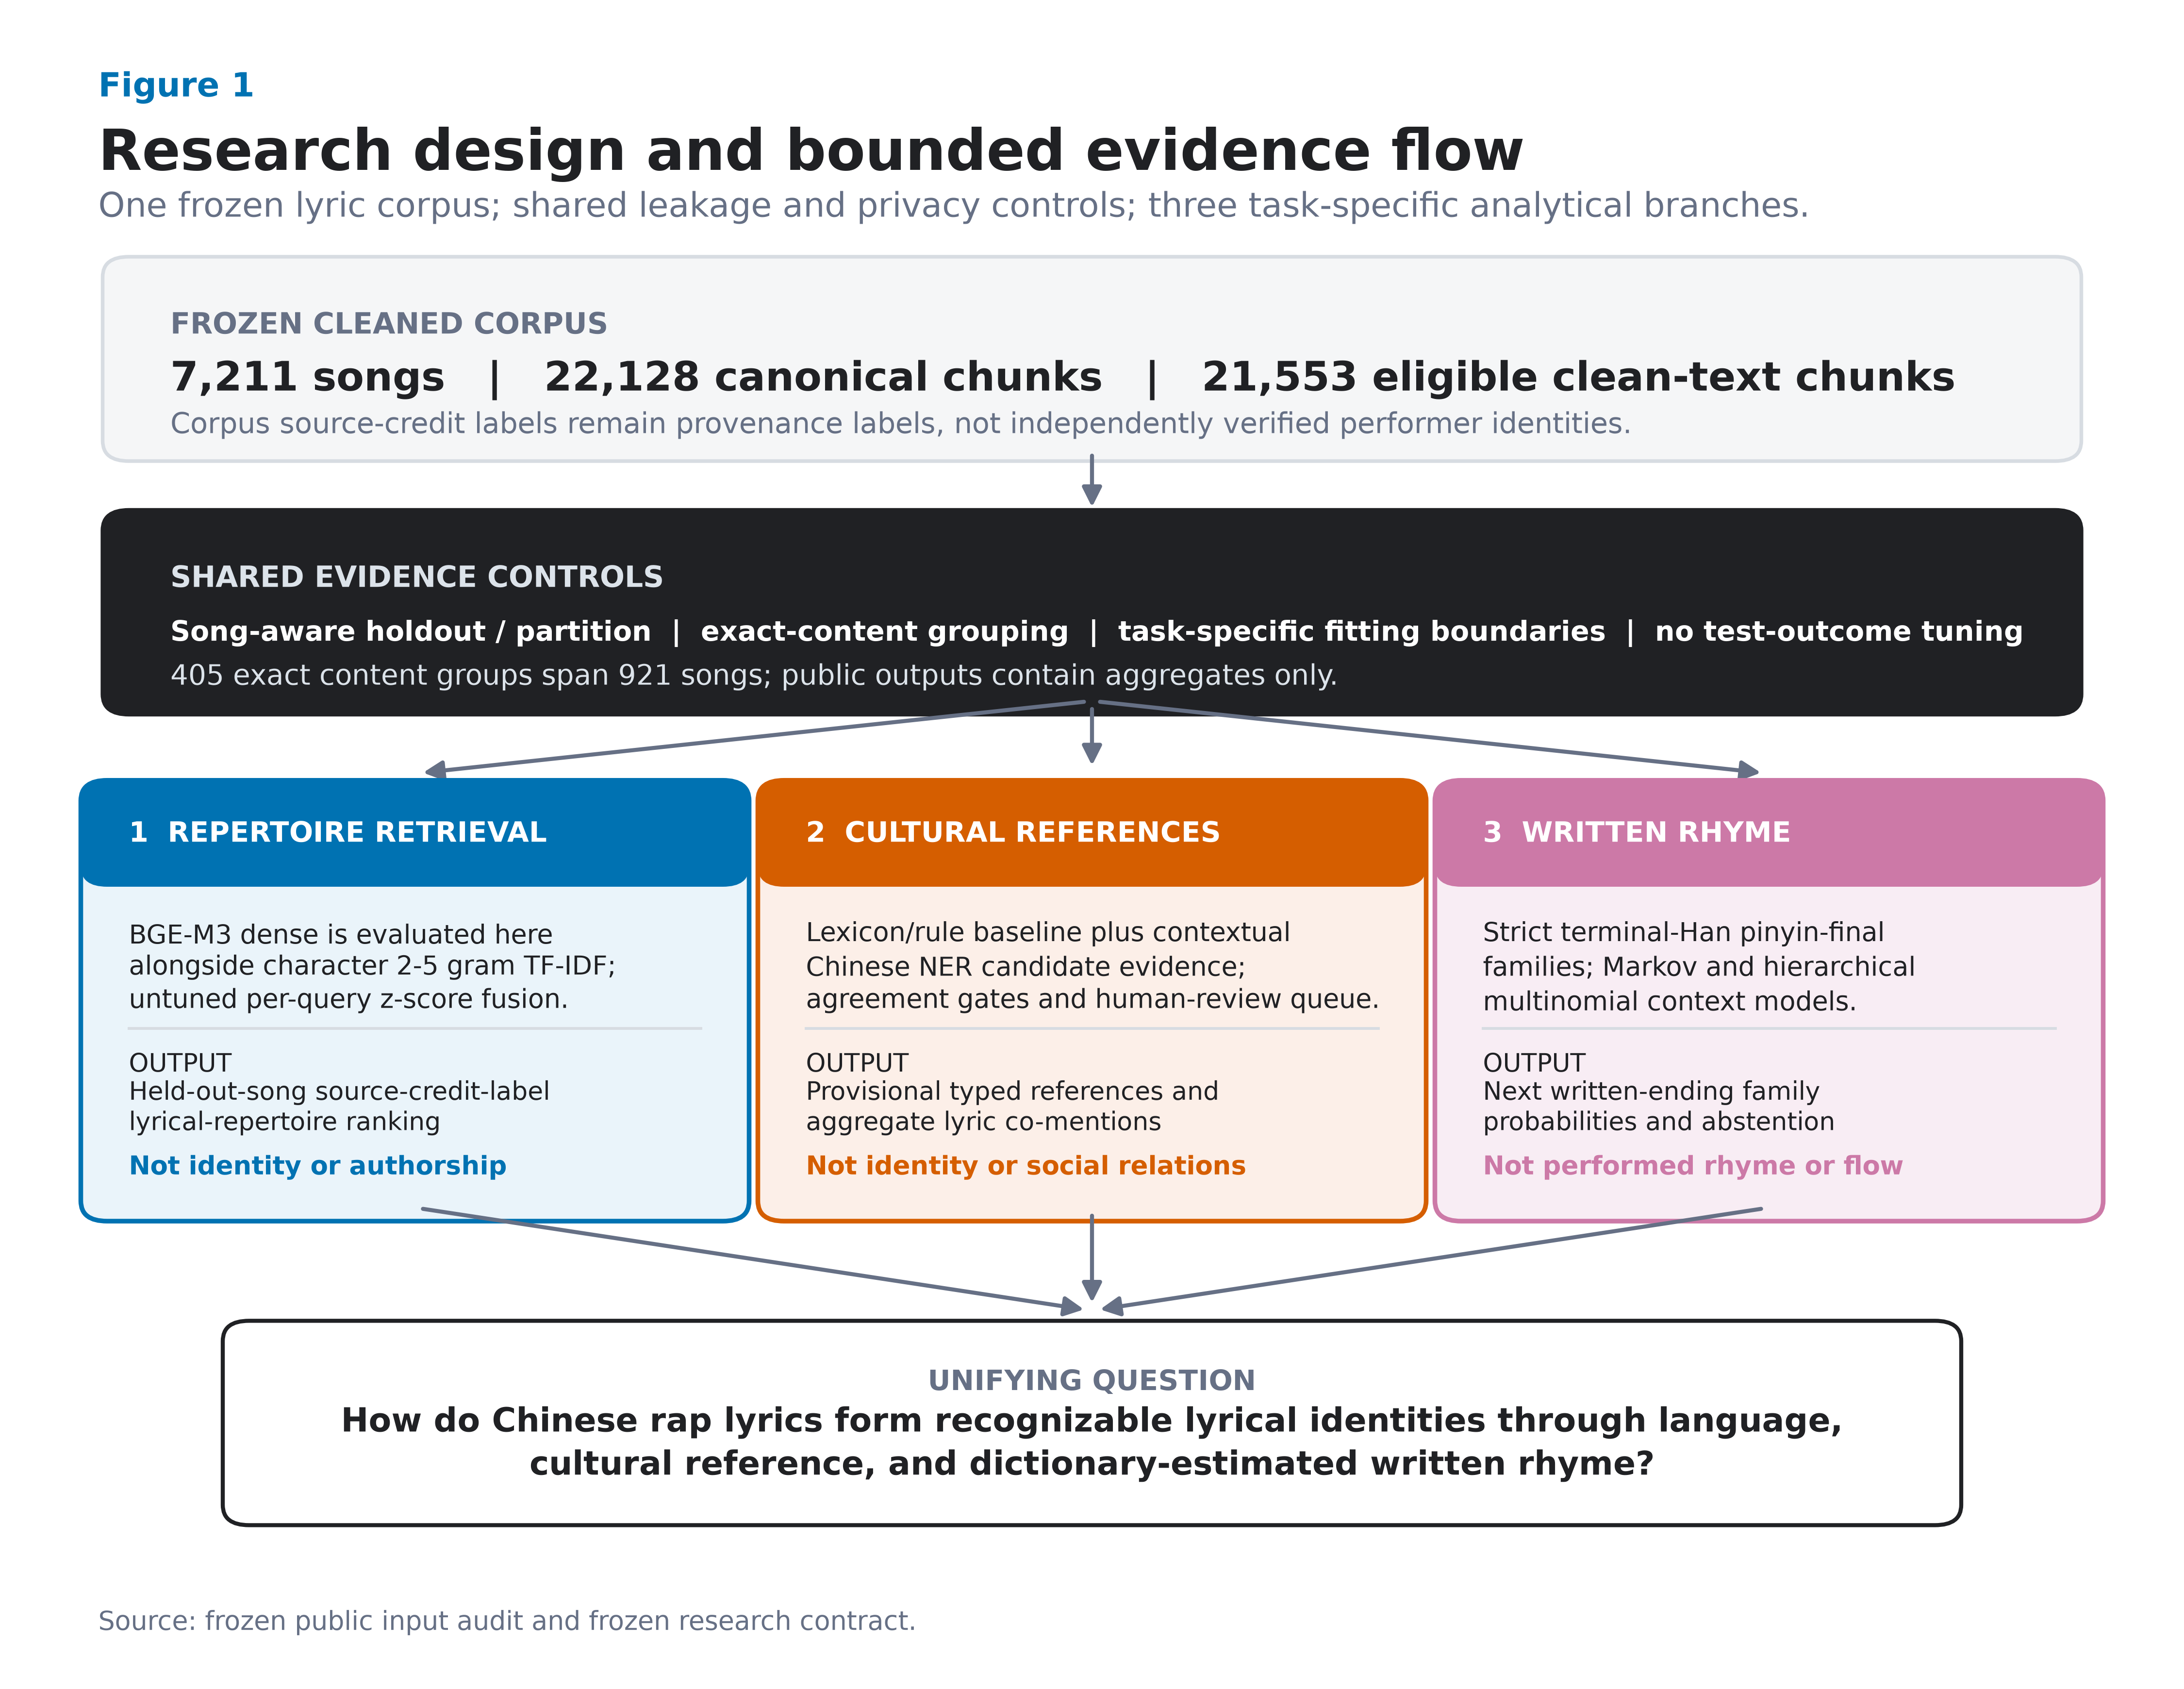 Figure 1
Research design and bounded evidence flow
One frozen lyric corpus; shared leakage and privacy controls; three task-specific analytical branches.
FROZEN CLEANED CORPUS
7,211 songs | 22,128 canonical chunks | 21,553 eligible clean-text chunks
Corpus source-credit labels remain provenance labels, not independently verified performer identities.
SHARED EVIDENCE CONTROLS
Song-aware holdout / partition | exact-content grouping | task-specific fitting boundaries | no test-outcome tuning
405 exact content groups span 921 songs; public outputs contain aggregates only.
1 REPERTOIRE RETRIEVAL
BGE-M3 dense is evaluated here
alongside character 2-5 gram TF-IDF;
untuned per-query z-score fusion.
OUTPUT
Held-out-song source-credit-label
lyrical-repertoire ranking
Not identity or authorship
2 CULTURAL REFERENCES
Lexicon/rule baseline plus contextual
Chinese NER candidate evidence;
agreement gates and human-review queue.
OUTPUT
Provisional typed references and
aggregate lyric co-mentions
Not identity or social relations
3 WRITTEN RHYME
Strict terminal-Han pinyin-final
families; Markov and hierarchical
multinomial context models.
OUTPUT
Next written-ending family
probabilities and abstention
Not performed rhyme or flow
UNIFYING QUESTION
How do Chinese rap lyrics form recognizable lyrical identities through language,
cultural reference, and dictionary-estimated written rhyme?
Source: frozen public input audit and frozen research contract.